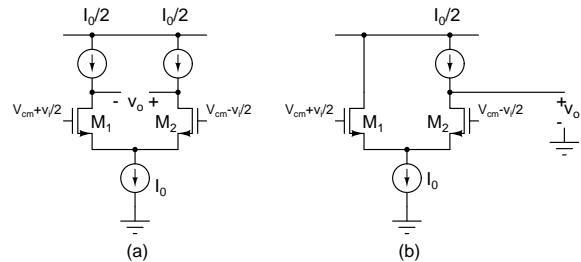 I0/2 I0/2 I0/2
- vo +
Vcm+vi/2 M1 M2 Vcm-vi/2
I0
(a)
Vcm+vi/2 M1 M2 Vcm-vi/2
+
vo
-
I0
(b)